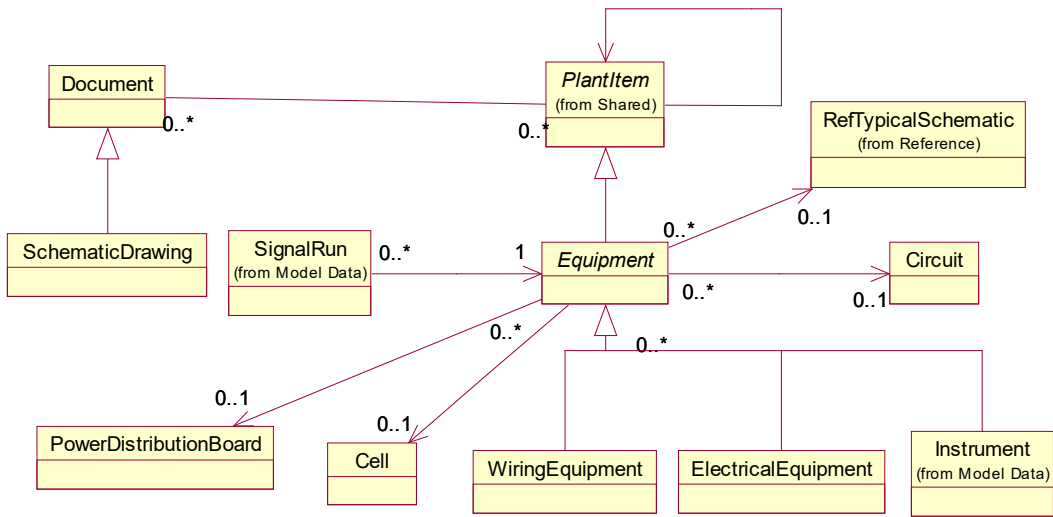 Document
PlantItem
(from Shared)
0..*
0..*
RefTypicalSchematic
(from Reference)
SchematicDrawing
SignalRun
(from Model Data)
0..*
1
Equipment
0..*
0..1
Circuit
0..*
0..1
0..*
0..*
0..1
0..1
PowerDistributionBoard
Cell
WiringEquipment
ElectricalEquipment
Instrument
(from Model Data)